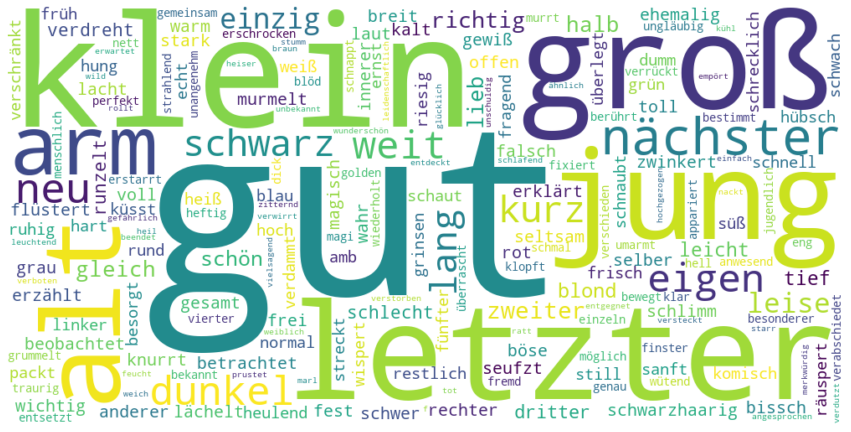 klein
groß
gut
jung
letzter
alt
arm
nächster
schwarz
weit
neu
lang
kurz
eigen
dunkel
leise
einzig
richtig
halb
ehemalig
früh
gemeinsam
verdreht
nett
erwartet
warm
stark
erschrocken
stumm
braun
laut
breit
kalt
gewiß
ungläubig
kühl
murrt
verschränkt
hung
wild
lacht
perfekt
rollt
strahlend
echt
unangenehm
weiß
blöd
murmelt
heiser
unbekannt
schnappt
leidenschaftlich
innere
ernst
glücklich
riesig
lieb
offen
unschuldig
fragend
ähnlich
überlegt
empört
dumm
verrückt
grün
toll
berührt
bestimmt
schrecklich
hübsch
schwach
menschlich
wunderschön
entdeckt
schlafend
falsch
fixiert
zwinkert
einfach
schnell
runzelt
erstarrt
voll
flüstert
gefährlich
küsst
heiß
heftig
zitternd
verwirrt
dick
blau
golden
magisch
wahr
wiederholt
schaut
erklärt
hochgezogen
verschieden
schnaubt
nackt
appariert
süß
jugendlich
ruhig
heil
hart
leuchtend
beendet
schön
hoch
vielsagend
verdammt
magi
amb
grinsen
überrascht
rot
klopft
seltsam
schmal
umarmt
selber
hell
leicht
anwesend
eng
frisch
tief
grau
rund
gleich
erzählt
besorgt
verboten
gesamt
vierter
verstorben
frei
weiblich
schlecht
fünfter
zweiter
blond
entgegnet
einzeln
bewegt
klar
versteckt
schlimm
besonderer
starr
verabschiedet
linker
beobachtet
grummelt
knurrt
normal
betrachtet
streckt
wispert
ratt
böse
möglich
still
genau
sanft
wütend
finster
komisch
merkwürdig
räuspert
verdutzt
packt
traurig
feucht
bekannt
prustet
weich
marl
restlich
tot
seufzt
fremd
wichtig
entsetzt
anderer
lächelt
heulend
fest
schwer
rechter
dritter
schwarzhaarig
bissch
angesprochen